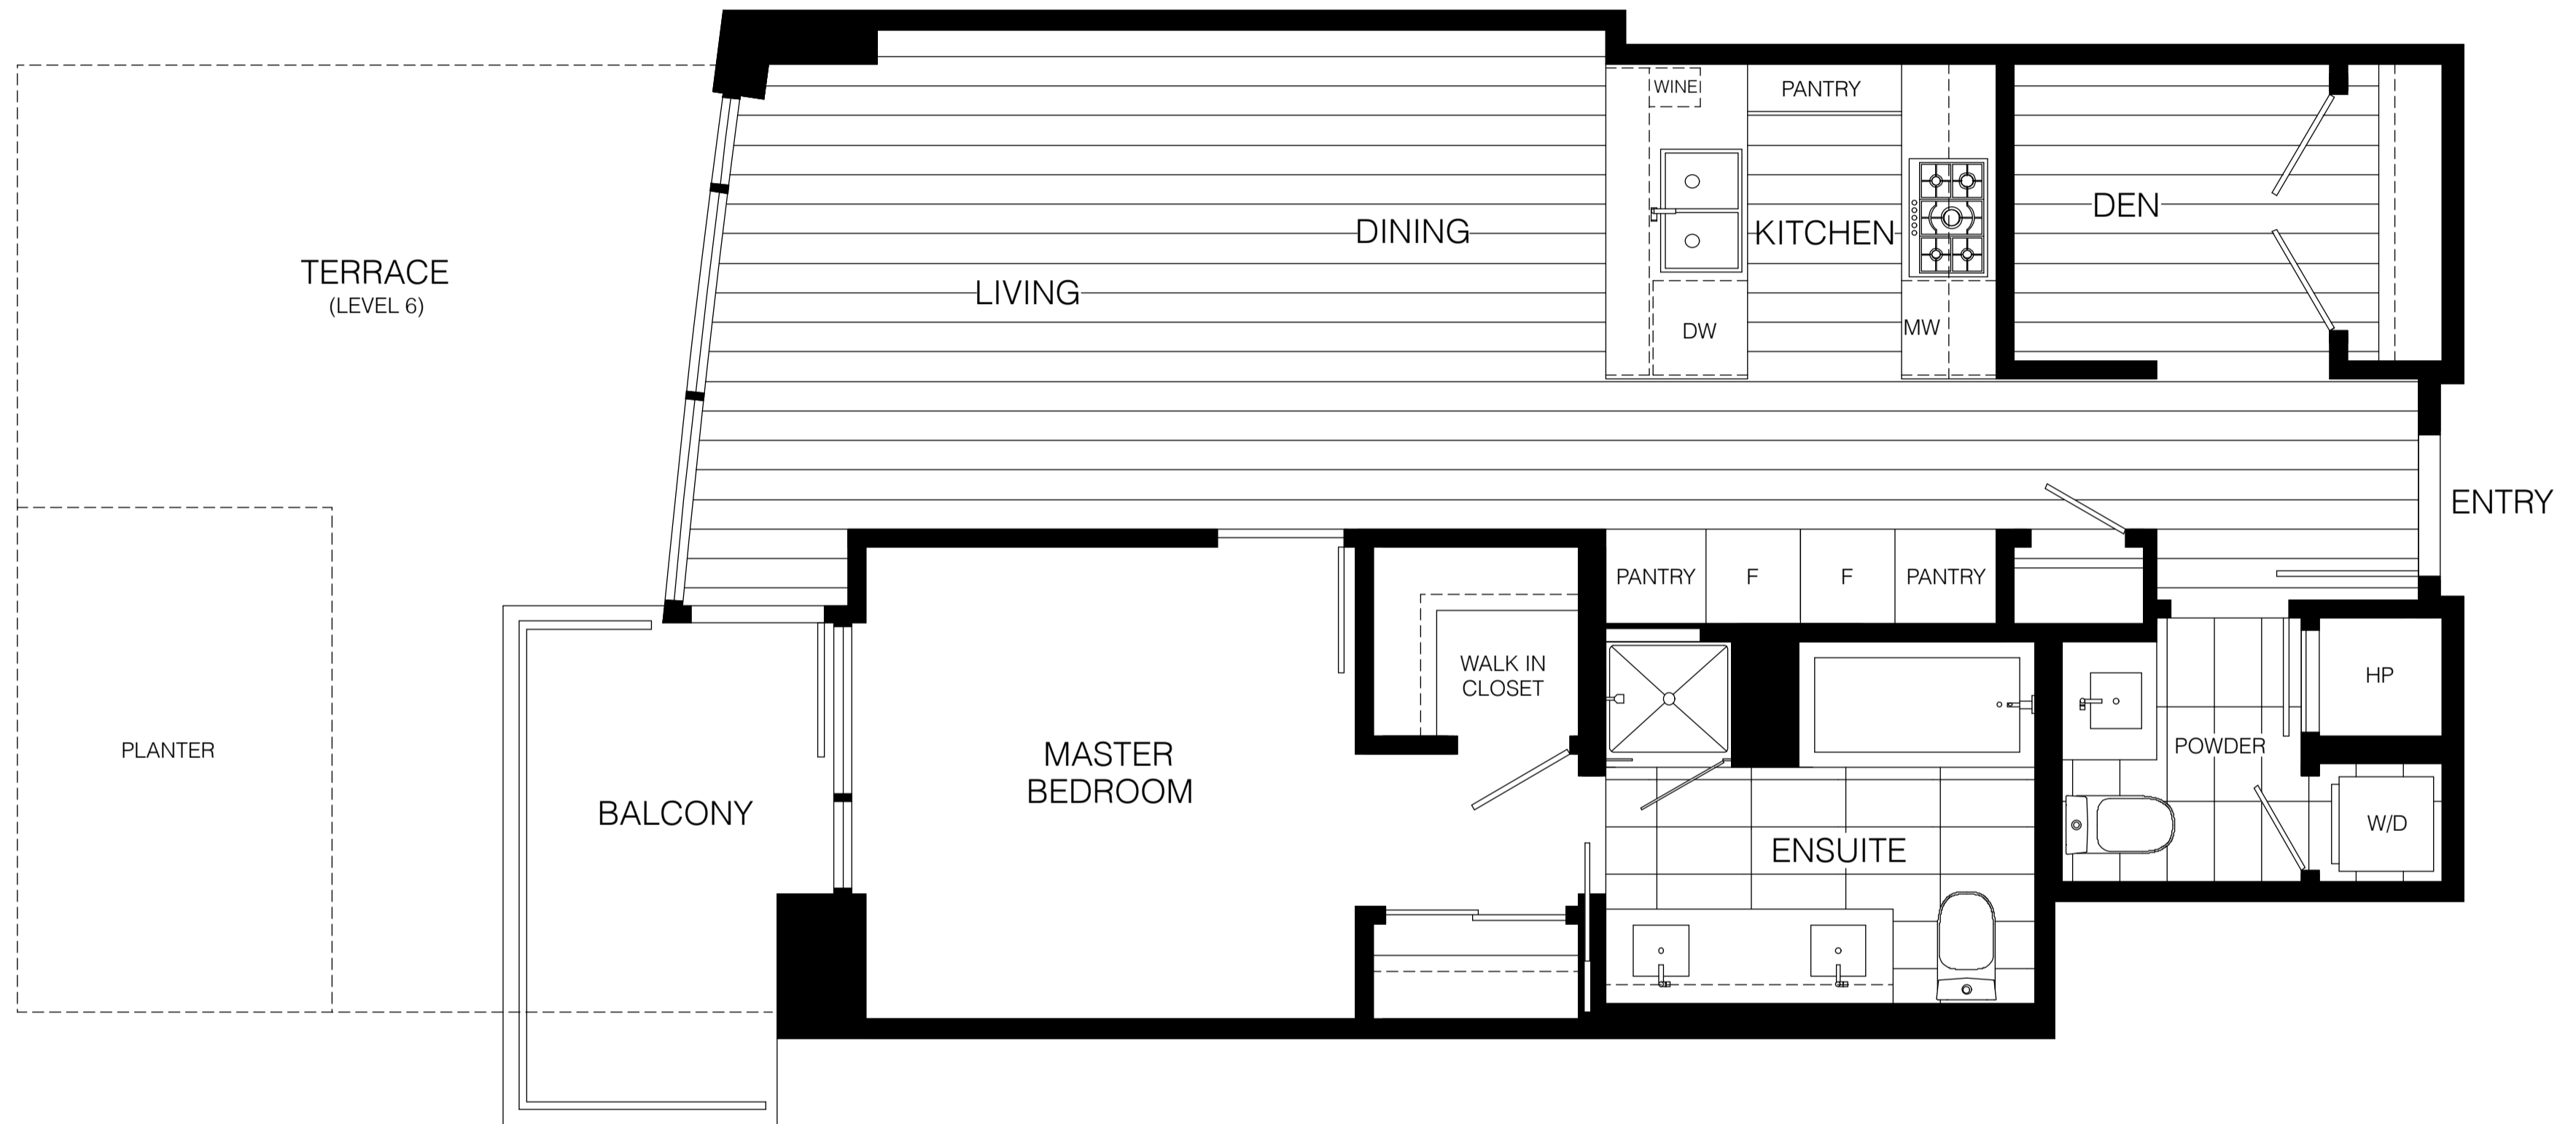 WINE
PANTRY
DEN
DINING
KITCHEN
TERRACE
(LEVEL 6)
LIVING
DW
MW
ENTRY
PANTRY
F
F
PANTRY
WALK IN
CLOSET
HP
PLANTER
MASTER
BEDROOM
POWDER
BALCONY
ENSUITE
W/D